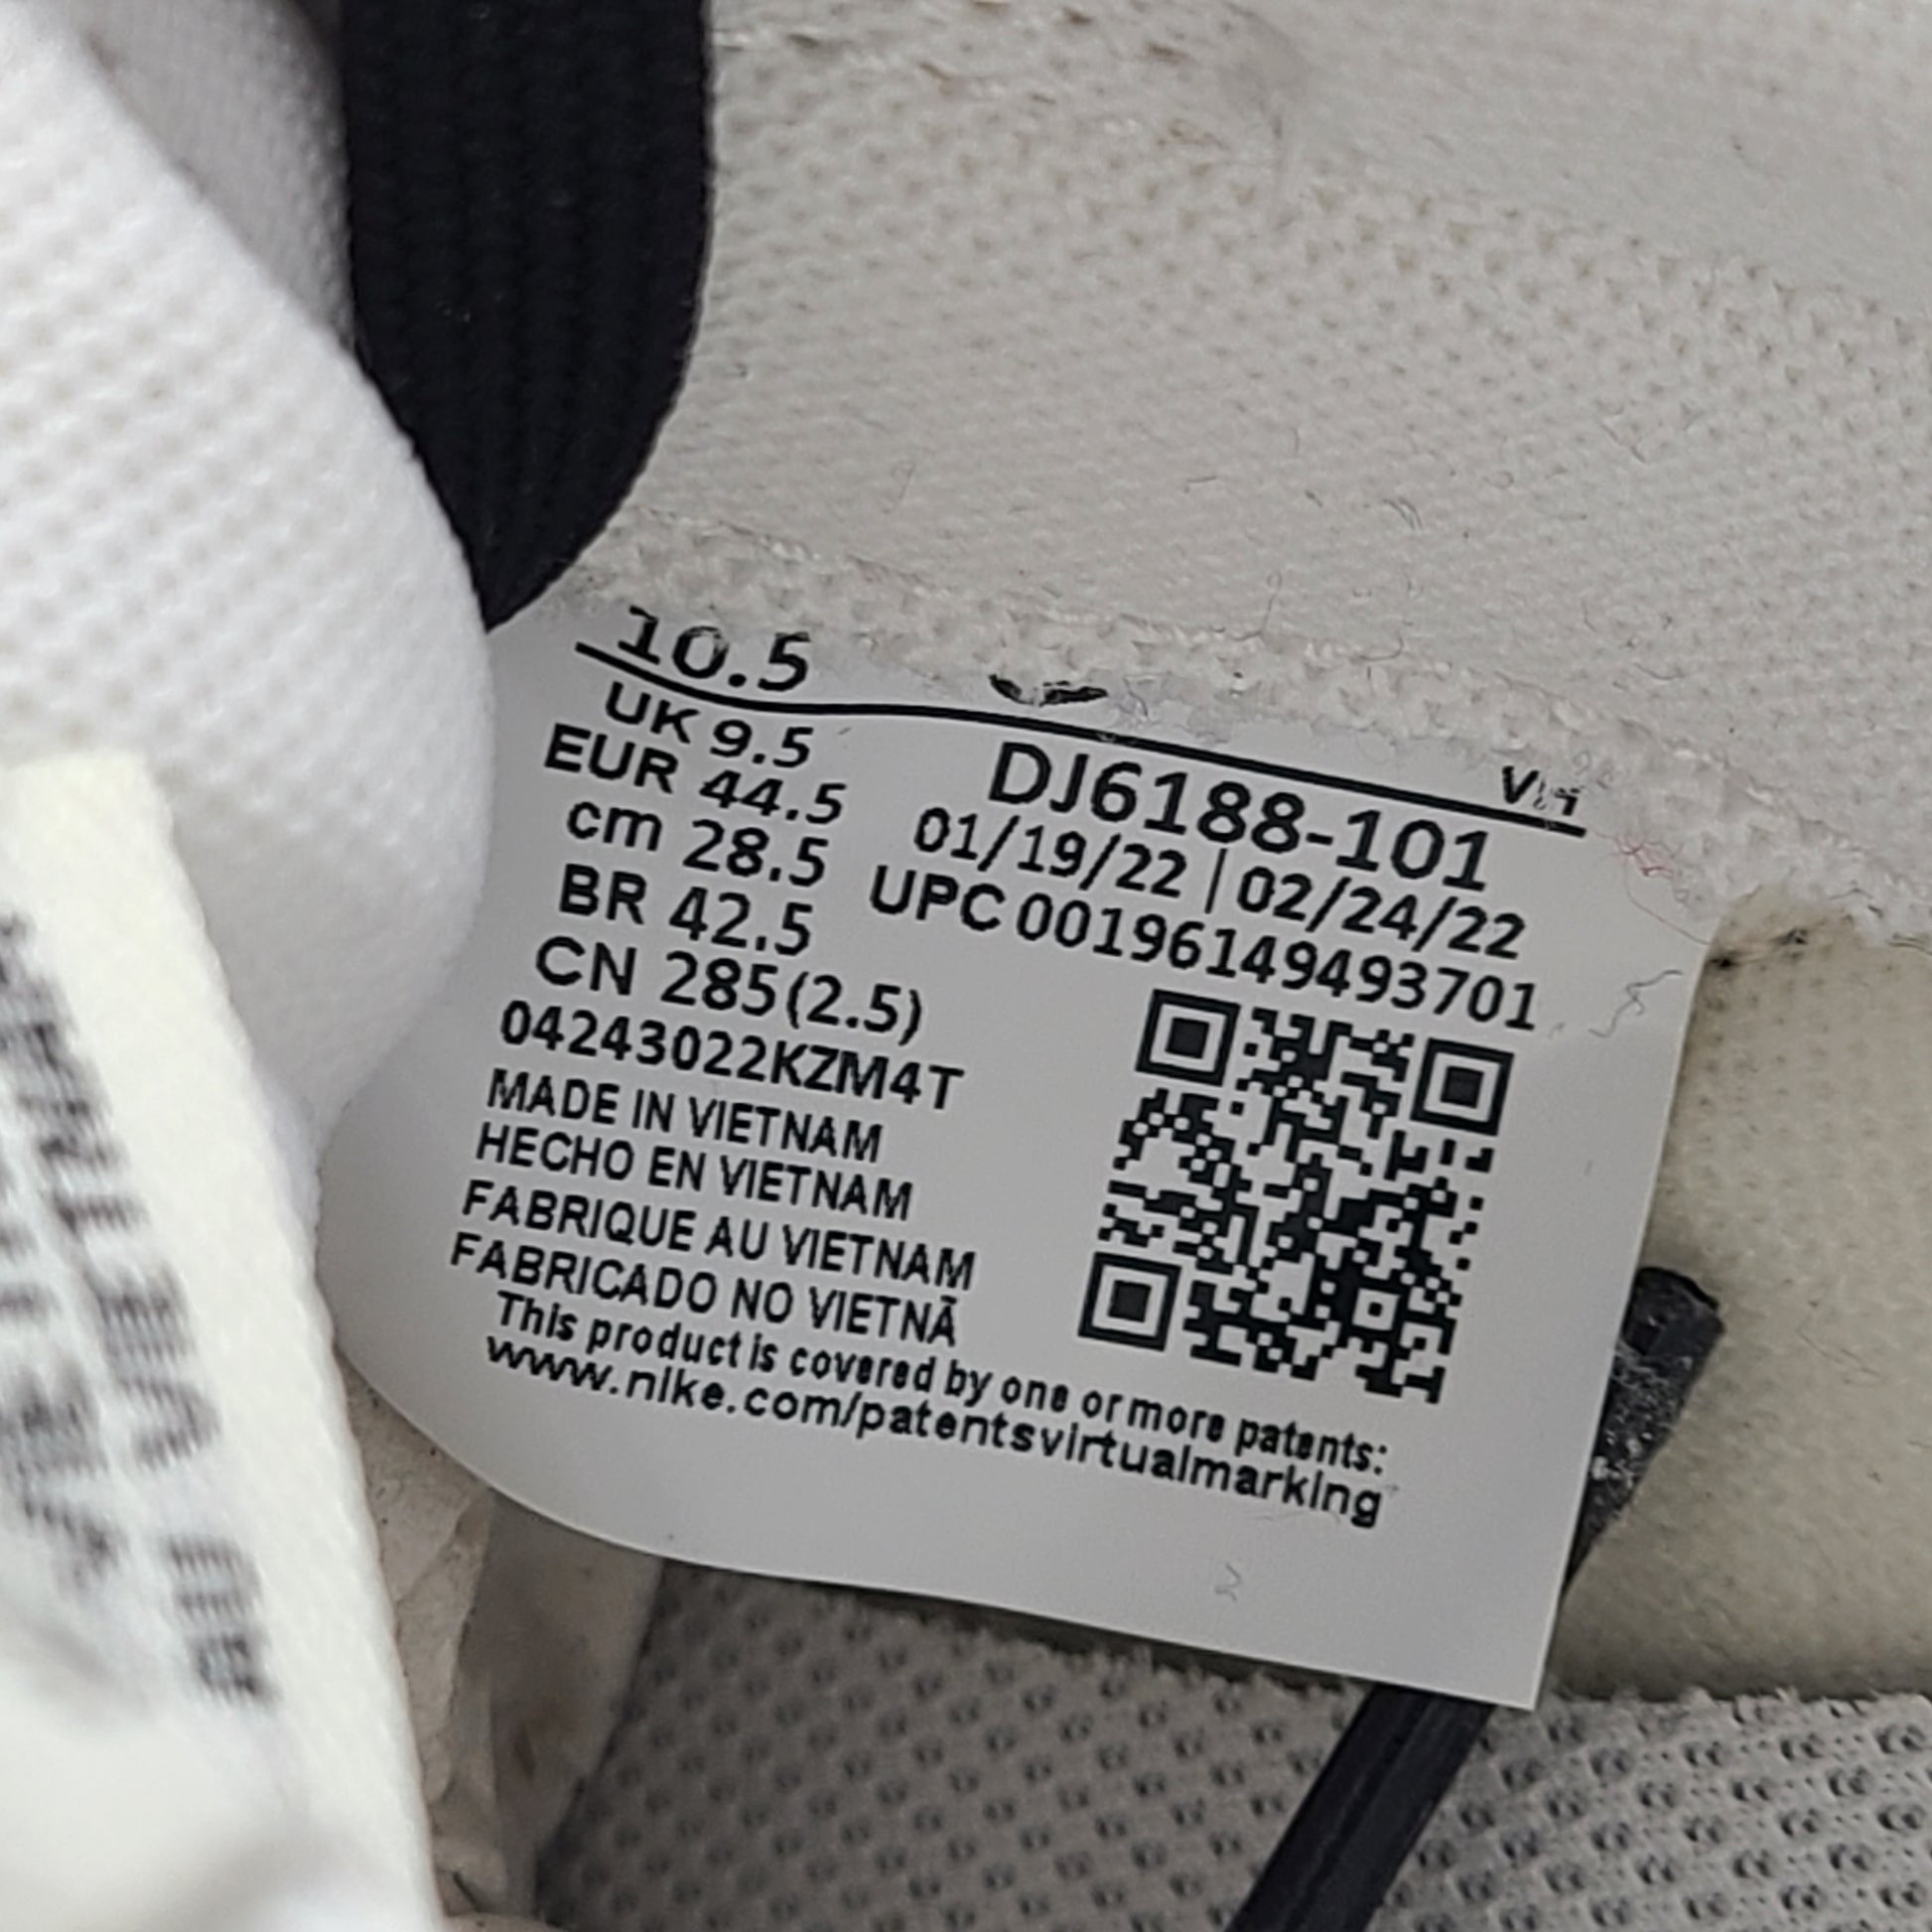 10.5
UK 9.5
EUR 44.5
cm 28.5
BR 42.5
CN 285(2.5)
04243022KZM4T
MADE IN VIETNAM
HECHO EN VIETNAM
FABRIQUE AU VIETNAM
FABRICADO NO VIETNÃ
DJ6188-101
01/19/22 | 02/24/22
UPC 00196149493701
This product is covered by one or more patents:
www.nike.com/patentsvirtualmarking